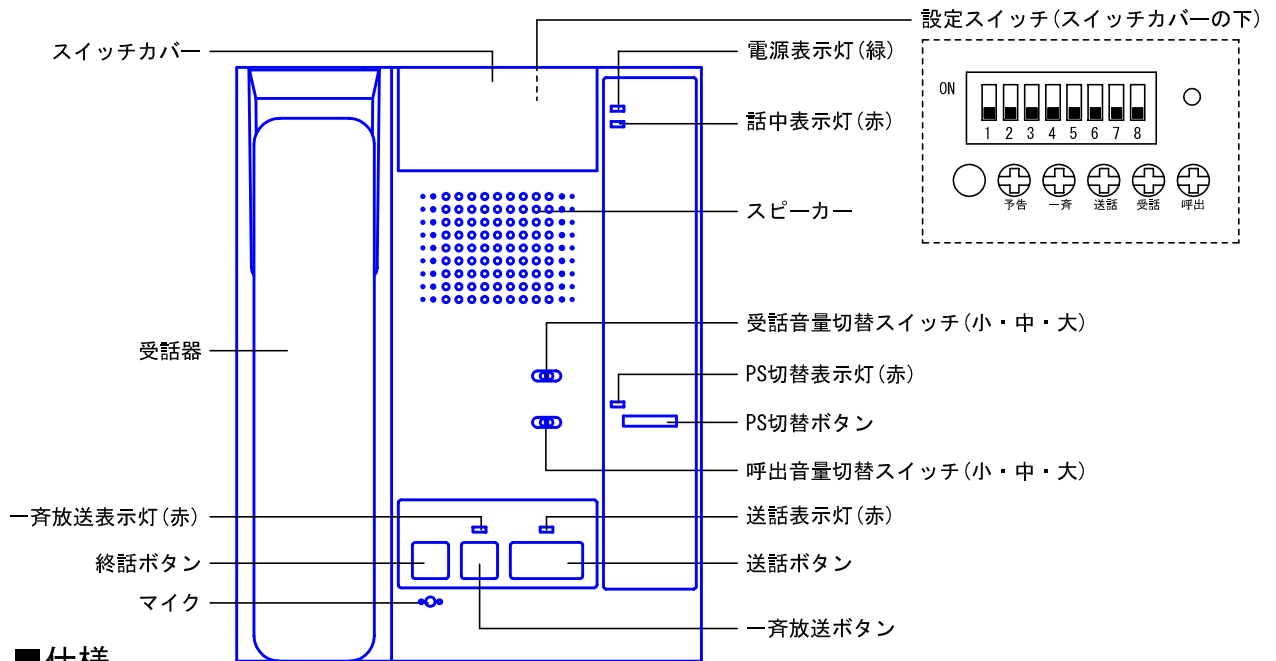 設定スイッチ(スイッチカバーの下)
スイッチカバー
電源表示灯(緑)
話中表示灯(赤)
ON
1 2 3 4 5 6 7 8
予告 一斉 送話 受話 呼出
スピーカー
受話音量切替スイッチ(小・中・大)
受話器
PS切替表示灯(赤)
PS切替ボタン
呼出音量切替スイッチ(小・中・大)
一斉放送表示灯(赤)
送話表示灯(赤)
終話ボタン
送話ボタン
マイク
一斉放送ボタン
■仕様